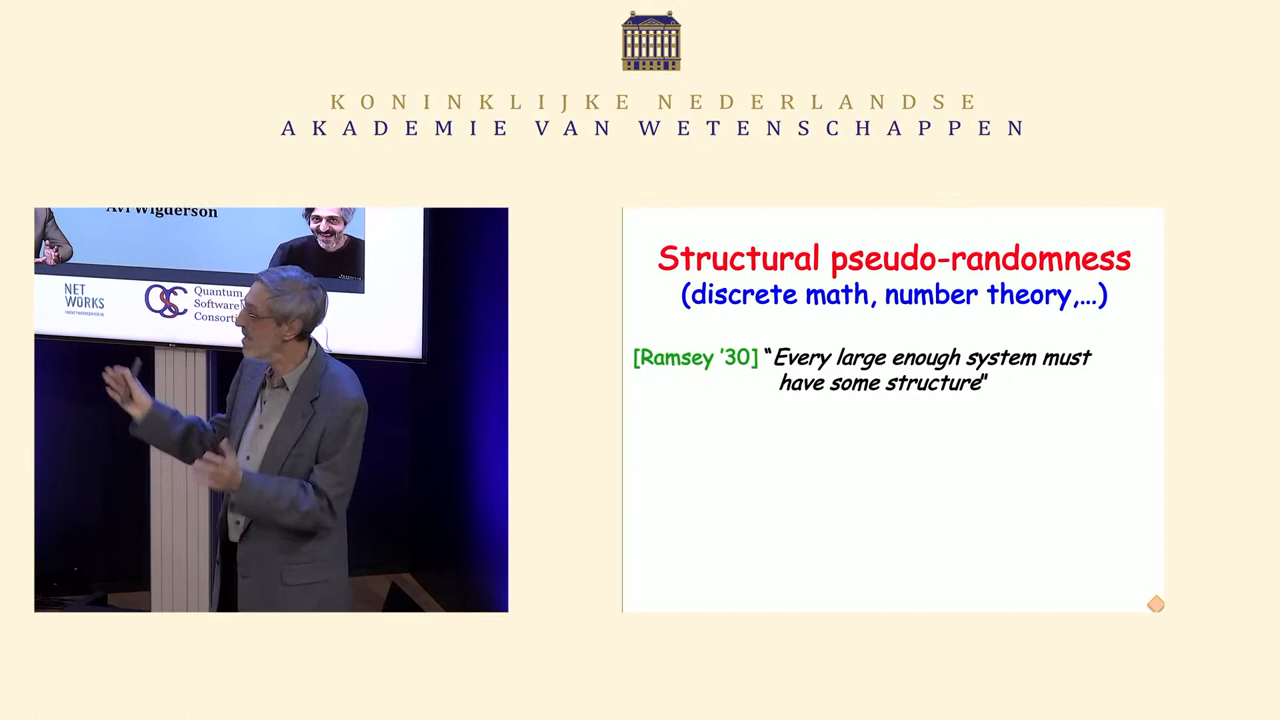 KONINKLIJKE NEDERLANDSE
AKADEMIE VAN WETENSCHAPPEN
Avi Wigderson
NET
WORKS
QSC
Quantum
Software
Structural pseudo-randomness
(discrete math, number theory,...)
[Ramsey '30] "Every large enough system must
have some structure"